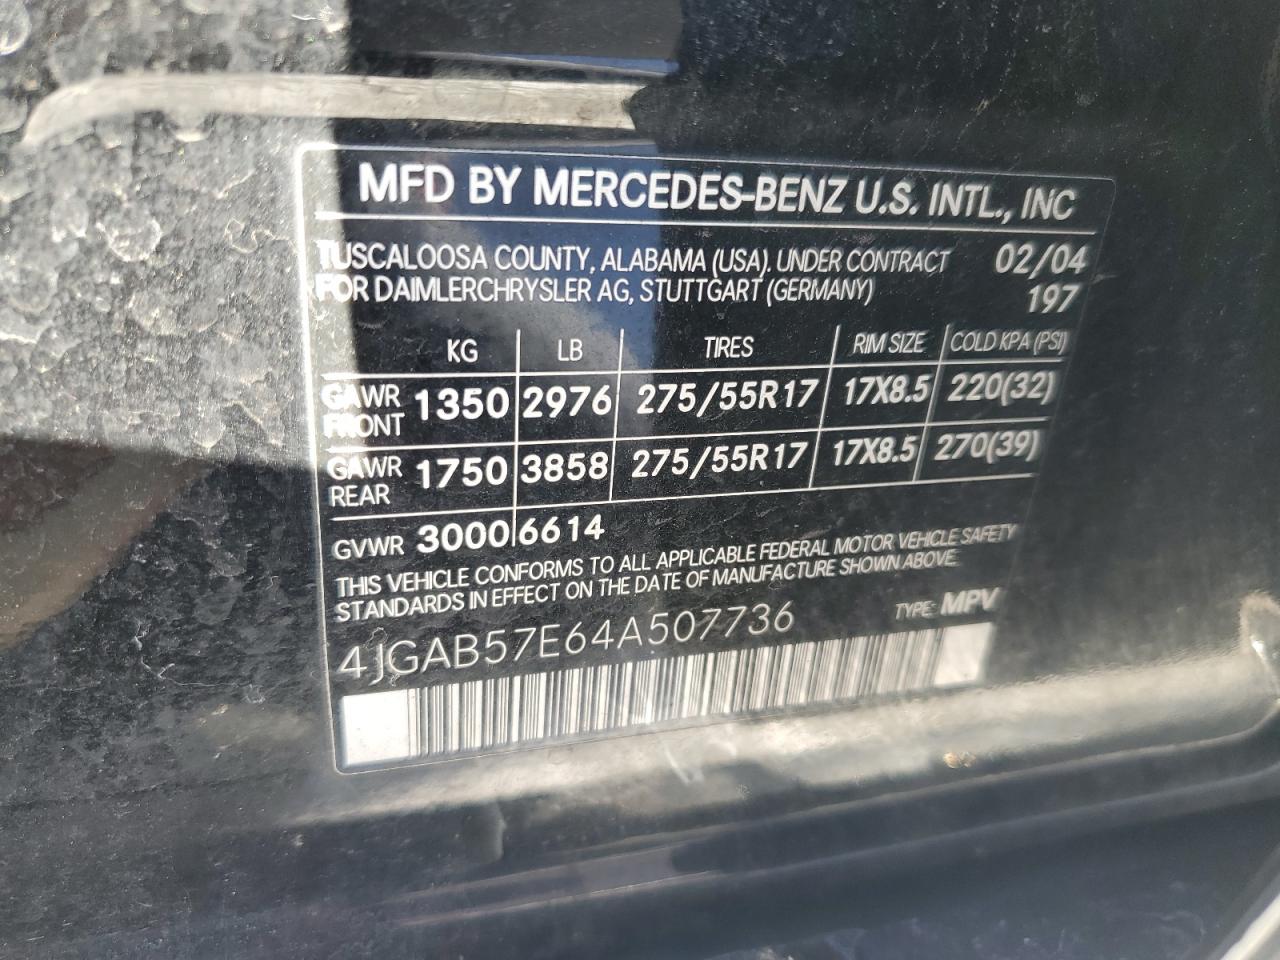 MFD BY MERCEDES-BENZ U.S. INTL., INC
TUSCALOOSA COUNTY, ALABAMA (USA). UNDER CONTRACT 02/04
FOR DAIMLERCHRYSLER AG, STUTTGART (GERMANY) 197
KG LB TIRES RIM SIZE COLD KPA (PSI)
GAWR FRONT 1350 2976 275/55R17 17X8.5 220(32)
GAWR REAR 1750 3858 275/55R17 17X8.5 270(39)
GVWR 3000 6614
THIS VEHICLE CONFORMS TO ALL APPLICABLE FEDERAL MOTOR VEHICLE SAFETY
STANDARDS IN EFFECT ON THE DATE OF MANUFACTURE SHOWN ABOVE.
4JGAB57E64A507736 TYPE: MPV